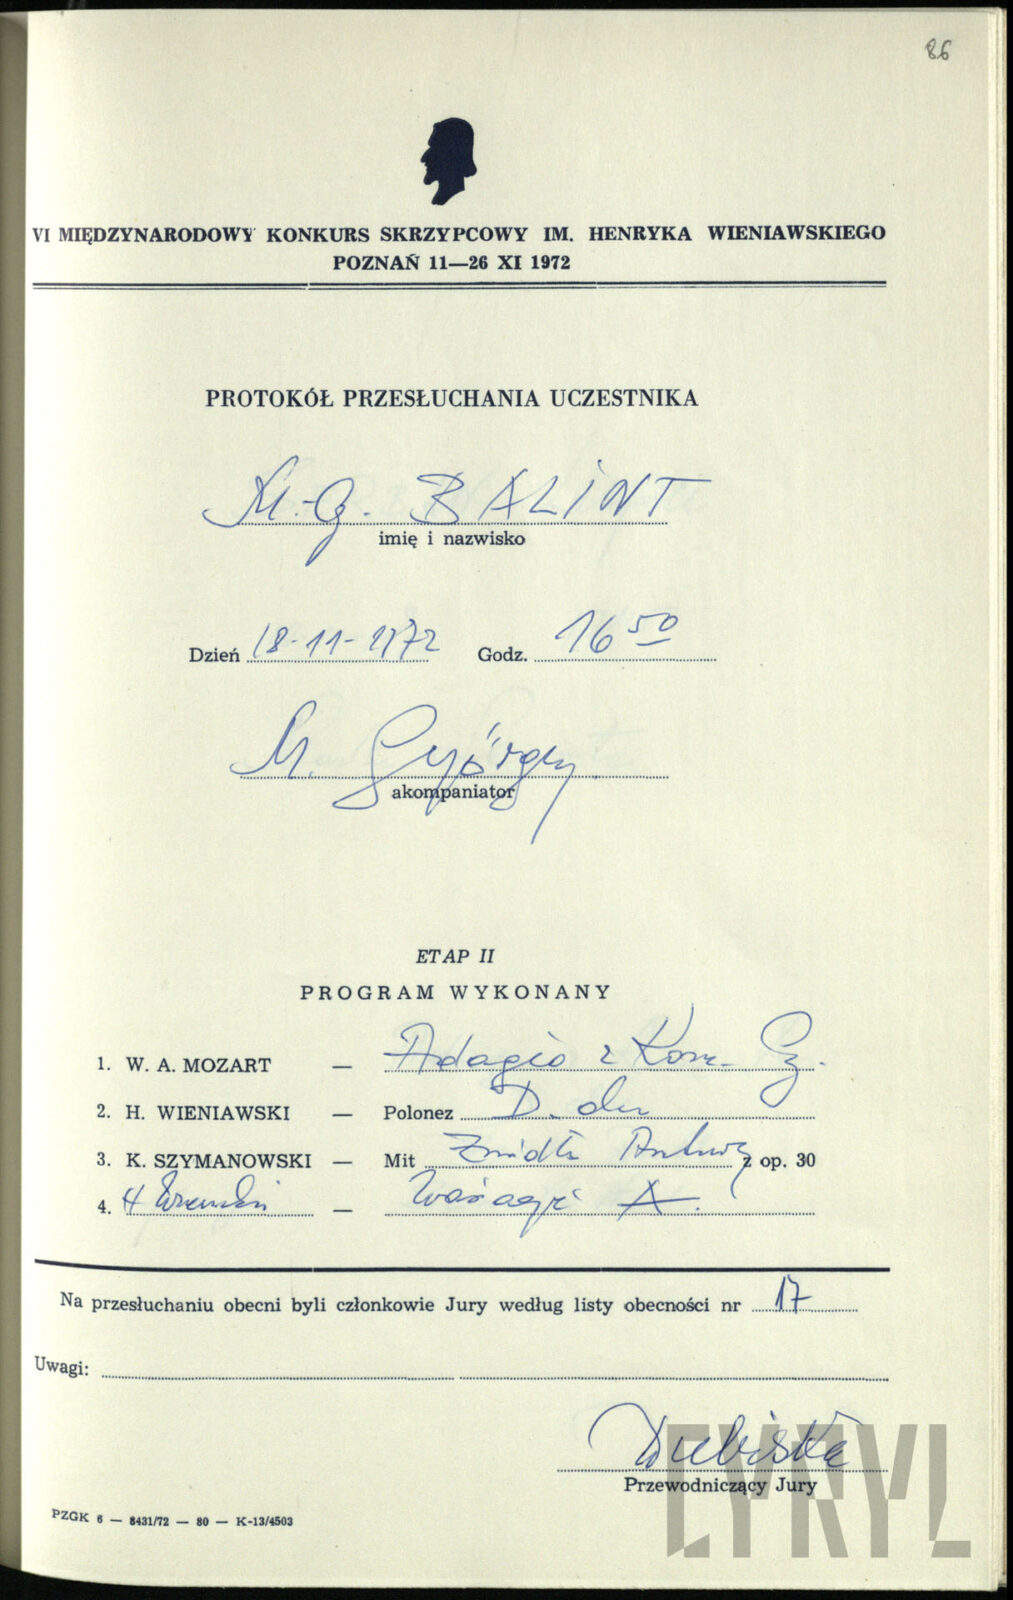 86
VI MIĘDZYNARODOWY KONKURS SKRZYPCOWY IM. HENRYKA WIENIAWSKIEGO
POZNAŃ 11—26 XI 1972
PROTOKÓŁ PRZESŁUCHANIA UCZESTNIKA
M.-G. BALINT
imię i nazwisko
Dzień 18-11-1972 Godz. 16 50
M. György
akompaniator
ETAP II
PROGRAM WYKONANY
1. W. A. MOZART — Adagio z Konc. G.
2. H. WIENIAWSKI — Polonez D. dur
3. K. SZYMANOWSKI — Mit Źródło z op. 30
4. H — A.
Na przesłuchaniu obecni byli członkowie Jury według listy obecności nr 17
Uwagi:
Dubiska
Przewodniczący Jury
PZGK 6 — 8431/72 — 80 — K-13/4503
CYRYL